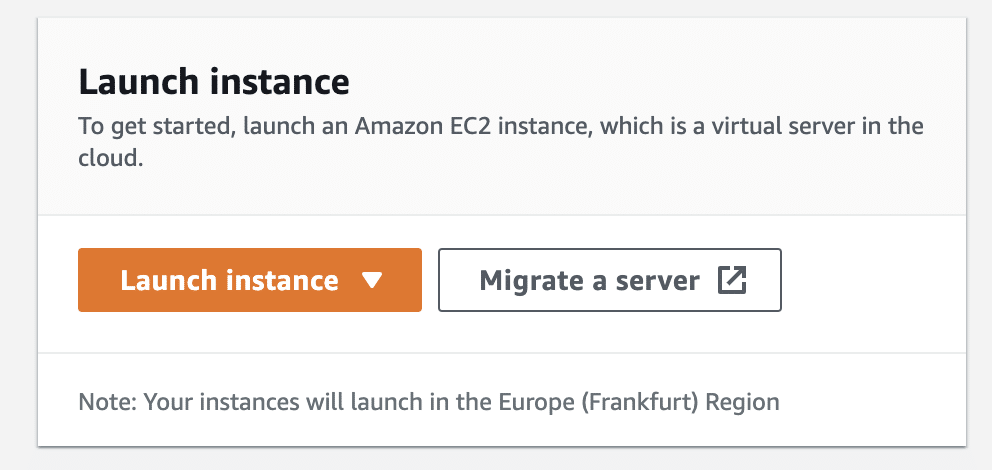 Launch instance
To get started, launch an Amazon EC2 instance, which is a virtual server in the
cloud.
Launch instance
Migrate a server
Note: Your instances will launch in the Europe (Frankfurt) Region